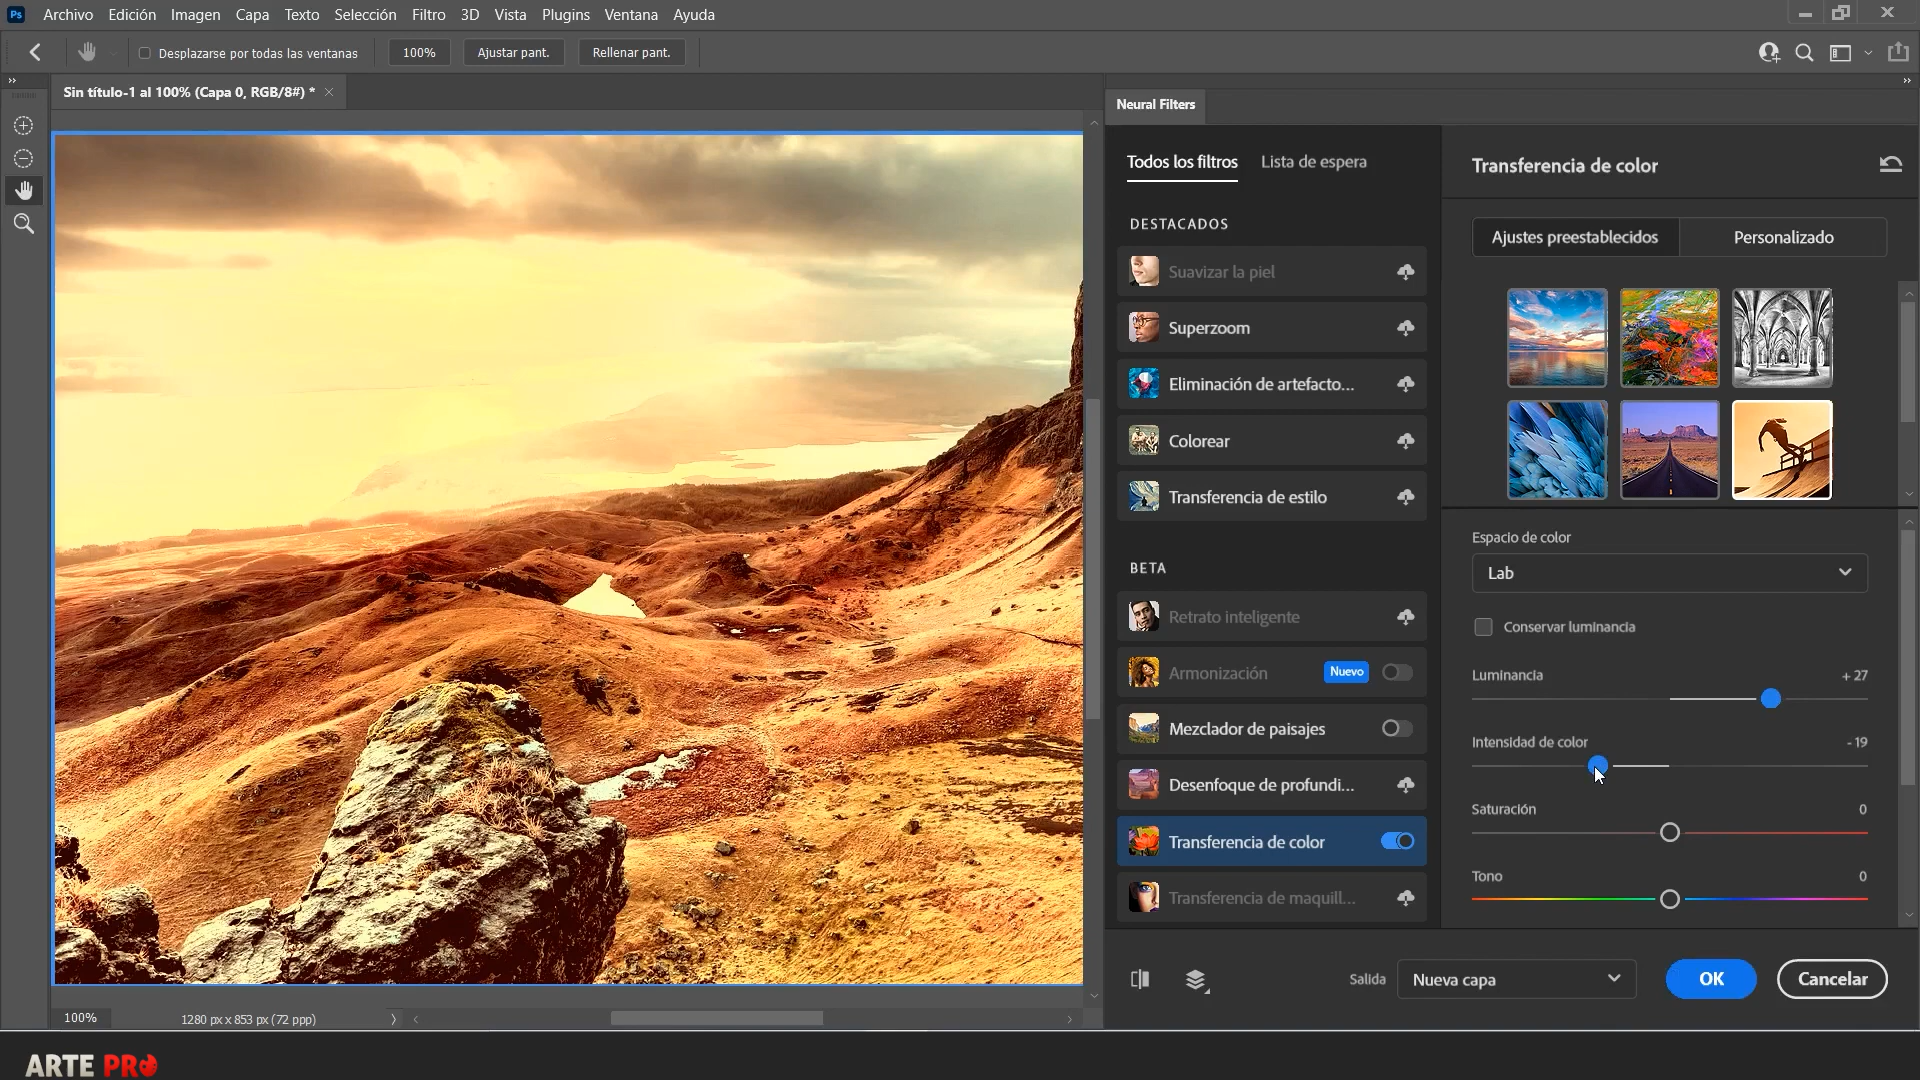 Ps Archivo Edición Imagen Capa Texto Selección Filtro 3D Vista Plugins Ventana Ayuda
Desplazarse por todas las ventanas 100% Ajustar pant. Rellenar pant.
Sin título-1 al 100% (Capa 0, RGB/8#) *
Neural Filters
Todos los filtros Lista de espera
DESTACADOS
Suavizar la piel
Superzoom
Eliminación de artefacto...
Colorear
Transferencia de estilo
BETA
Retrato inteligente
Armonización Nuevo
Mezclador de paisajes
Desenfoque de profundi...
Transferencia de color
Transferencia de maquill...
Transferencia de color
Ajustes preestablecidos Personalizado
Espacio de color
Lab
Conservar luminancia
Luminancia +27
Intensidad de color -19
Saturación 0
Tono 0
Salida Nueva capa OK Cancelar
100% 1280 px x 853 px (72 ppp)
ARTE PRO